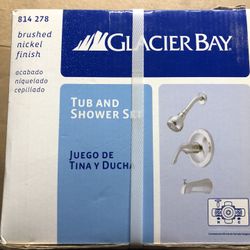 814 278
brushed
nickel
finish
acabado
niquelado
cepillado
GLACIER BAY
TUB AND
SHOWER SET
JUEGO DE
TINA Y DUCHA